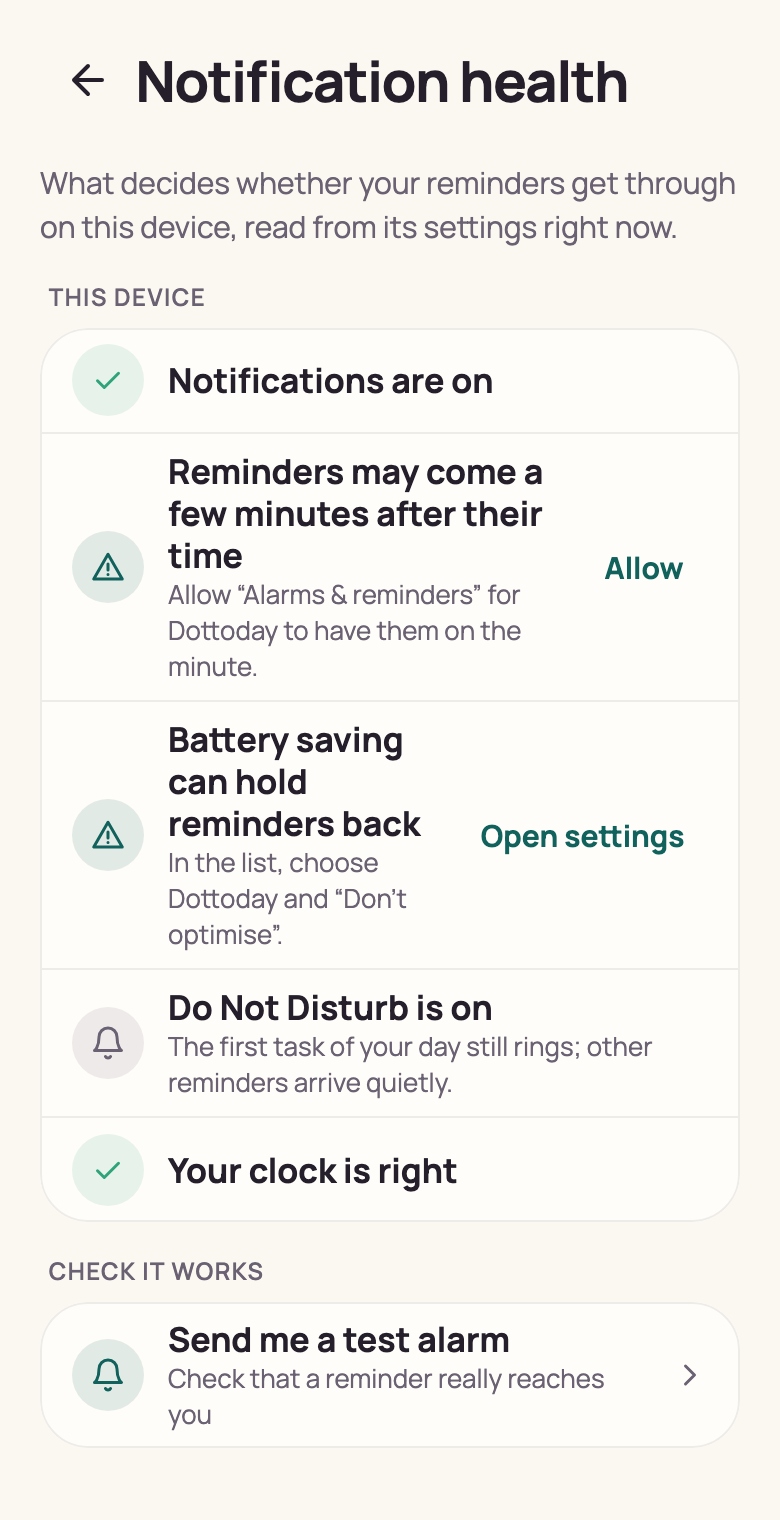 Notification health
What decides whether your reminders get through
on this device, read from its settings right now.
THIS DEVICE
Notifications are on
Reminders may come a
few minutes after their
time
Allow “Alarms & reminders” for
Dottoday to have them on the
minute.
Allow
Battery saving
can hold
reminders back
In the list, choose
Dottoday and “Don’t
optimise”.
Open settings
Do Not Disturb is on
The first task of your day still rings; other
reminders arrive quietly.
Your clock is right
CHECK IT WORKS
Send me a test alarm
Check that a reminder really reaches
you